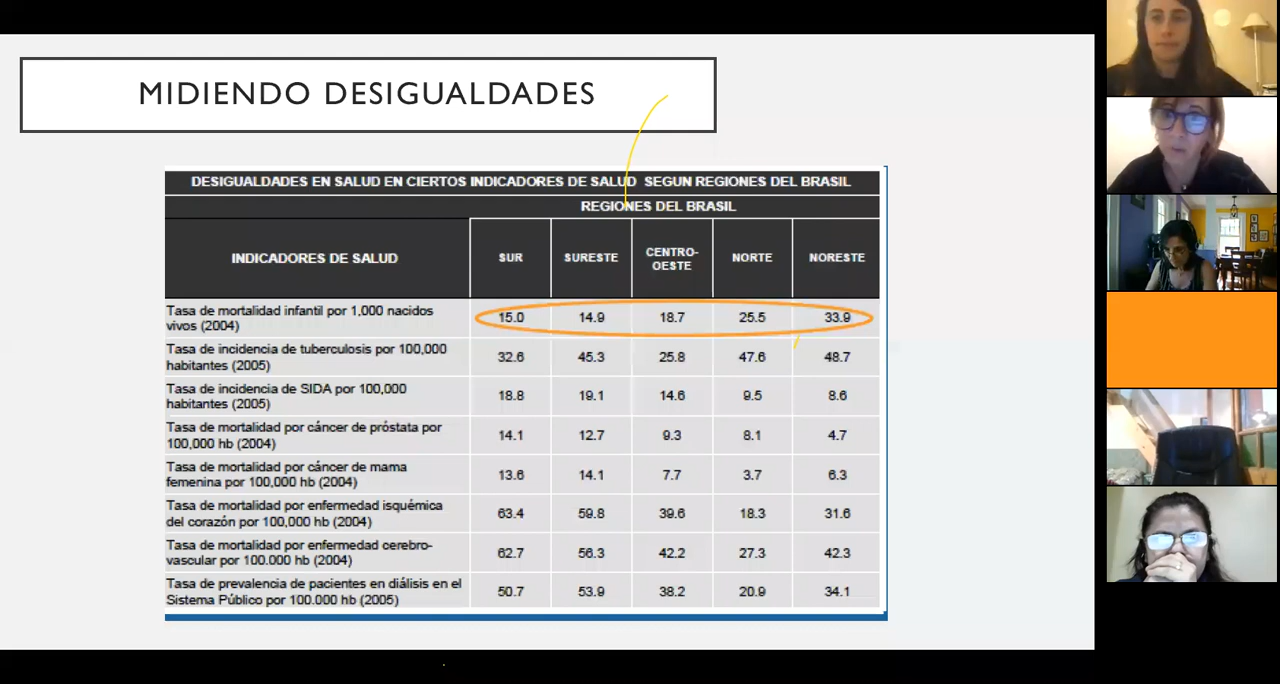 MIDIENDO DESIGUALDADES
DESIGUALDADES EN SALUD EN CIERTOS INDICADORES DE SALUD SEGUN REGIONES DEL BRASIL
REGIONES DEL BRASIL
INDICADORES DE SALUD SUR SURESTE CENTRO-OESTE NORTE NORESTE
Tasa de mortalidad infantil por 1,000 nacidos
vivos (2004) 15.0 14.9 18.7 25.5 33.9
Tasa de incidencia de tuberculosis por 100,000
habitantes (2005) 32.6 45.3 25.8 47.6 48.7
Tasa de incidencia de SIDA por 100,000
habitantes (2005) 18.8 19.1 14.6 9.5 8.6
Tasa de mortalidad por cáncer de próstata por
100,000 hb (2004) 14.1 12.7 9.3 8.1 4.7
Tasa de mortalidad por cáncer de mama
femenina por 100,000 hb (2004) 13.6 14.1 7.7 3.7 6.3
Tasa de mortalidad por enfermedad isquémica
del corazón por 100,000 hb (2004) 63.4 59.8 39.6 18.3 31.6
Tasa de mortalidad por enfermedad cerebro-
vascular por 100.000 hb (2004) 62.7 56.3 42.2 27.3 42.3
Tasa de prevalencia de pacientes en diálisis en el
Sistema Público por 100.000 hb (2005) 50.7 53.9 38.2 20.9 34.1